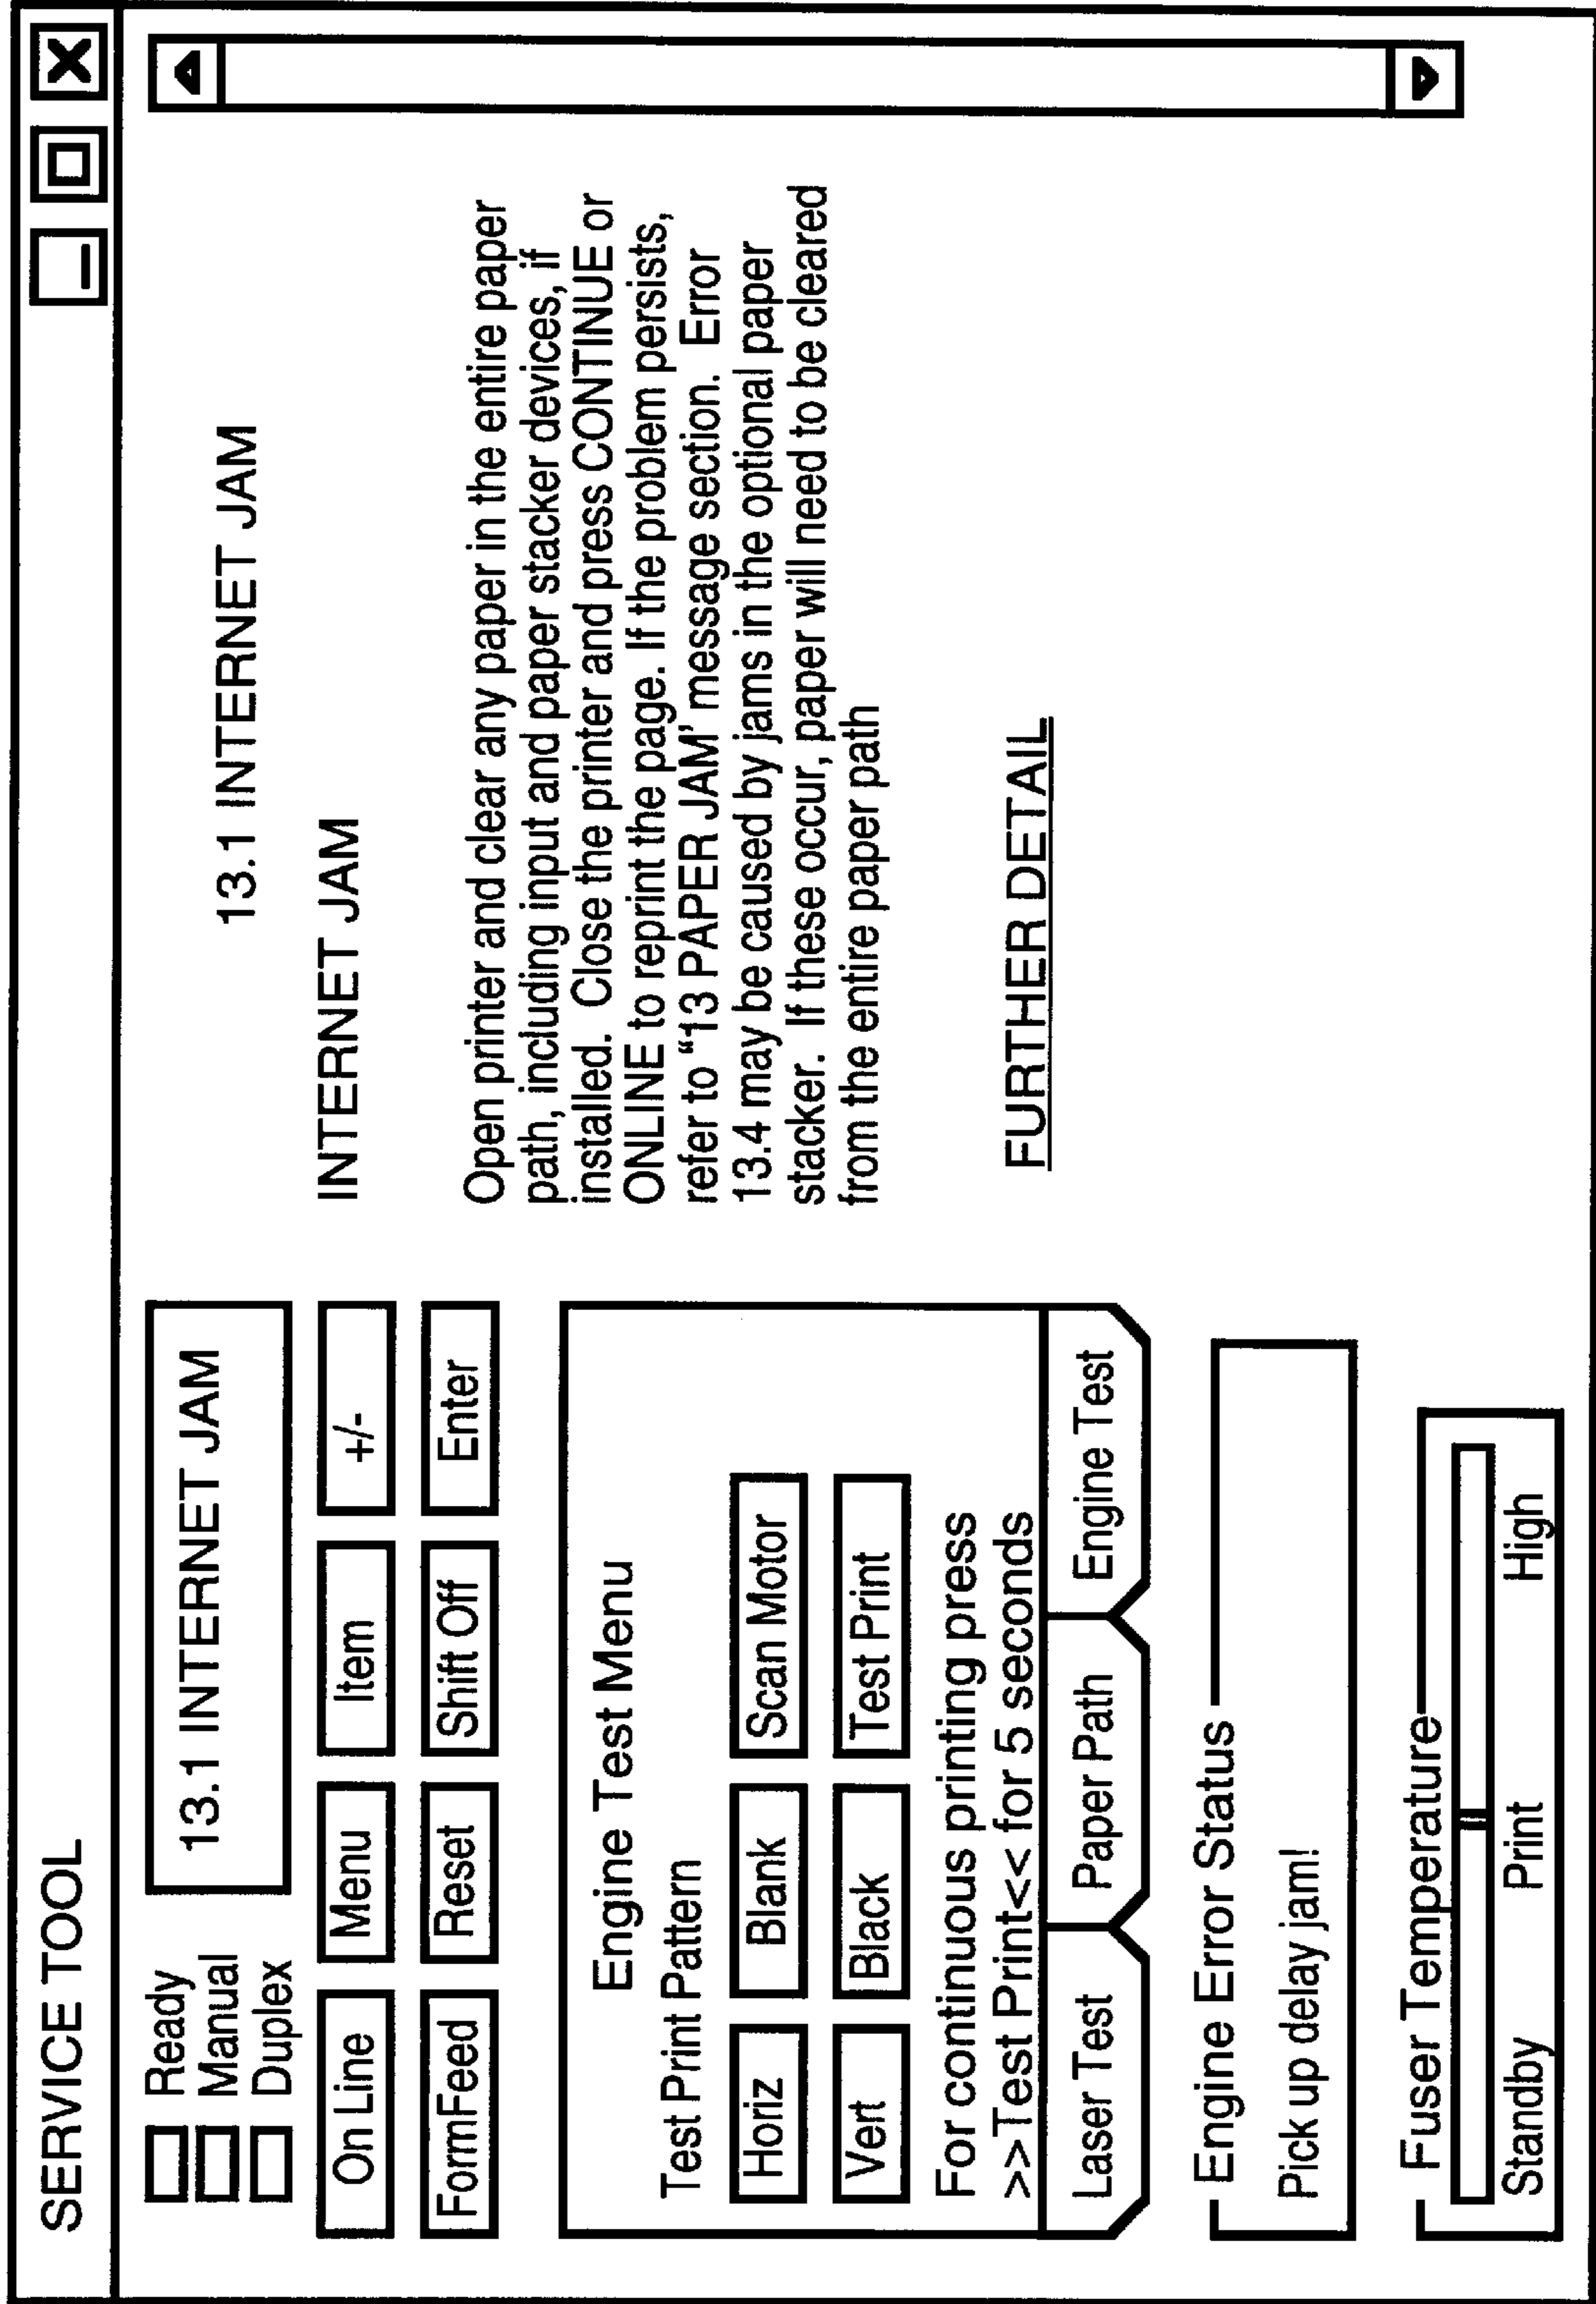 SERVICE TOOL
Ready
Manual
Duplex
13.1 INTERNET JAM
On Line
Menu
Item
+/-
FormFeed
Reset
Shift Off
Enter
Engine Test Menu
Test Print Pattern
Horiz
Blank
Scan Motor
Vert
Black
Test Print
For continuous printing press
>>Test Print<< for 5 seconds
Laser Test
Paper Path
Engine Test
Engine Error Status
Pick up delay jam!
Fuser Temperature
Standby
Print
High
13.1 INTERNET JAM
INTERNET JAM
Open printer and clear any paper in the entire paper
path, including input and paper stacker devices, if
installed. Close the printer and press CONTINUE or
ONLINE to reprint the page. If the problem persists,
refer to "13 PAPER JAM' message section. Error
13.4 may be caused by jams in the optional paper
stacker. If these occur, paper will need to be cleared
from the entire paper path
FURTHER DETAIL